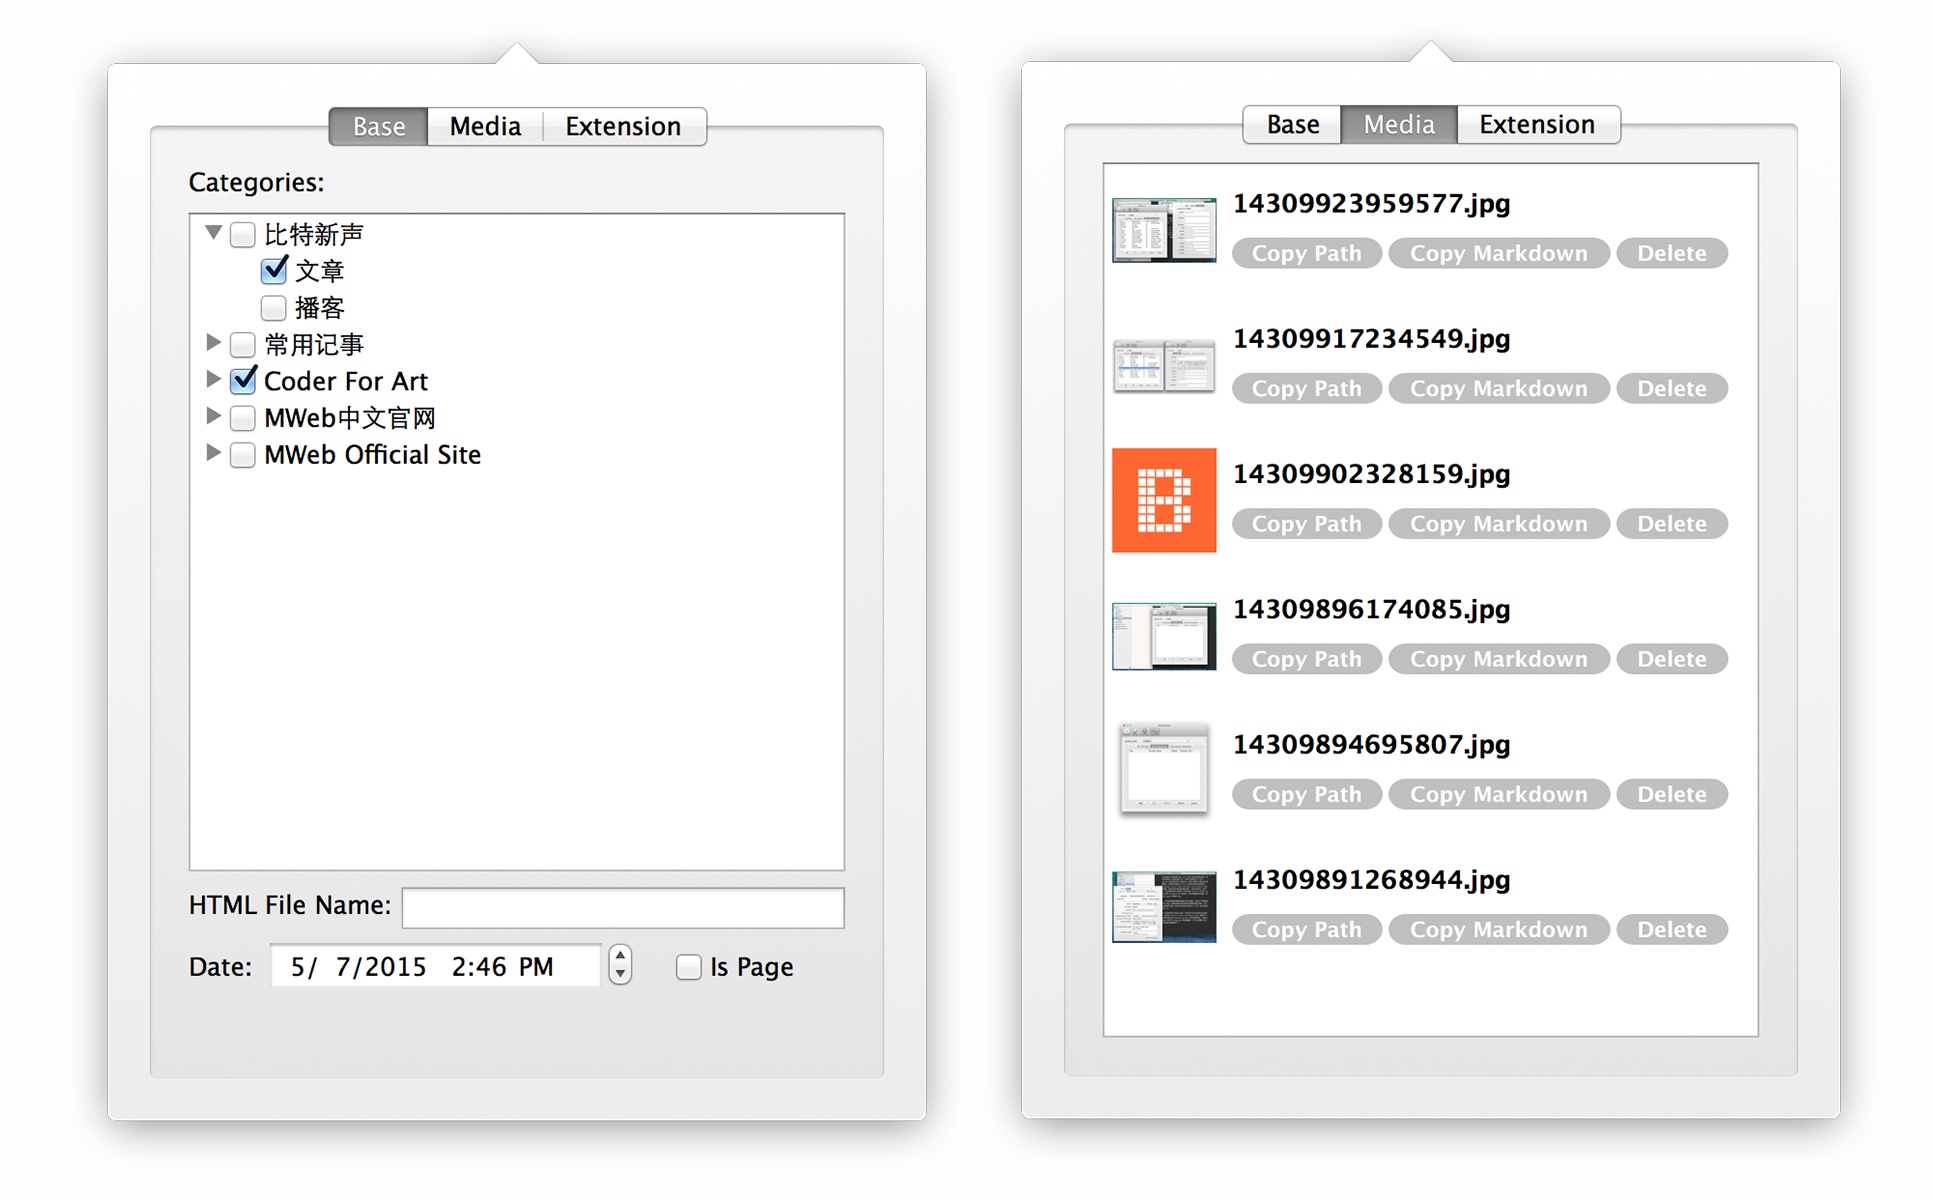 Base Media Extension
Categories:
比特新声
文章
播客
常用记事
Coder For Art
MWeb中文官网
MWeb Official Site
HTML File Name:
Date: 5/ 7/2015 2:46 PM Is Page
Base Media Extension
14309923959577.jpg
Copy Path Copy Markdown Delete
14309917234549.jpg
Copy Path Copy Markdown Delete
B
14309902328159.jpg
Copy Path Copy Markdown Delete
14309896174085.jpg
Copy Path Copy Markdown Delete
14309894695807.jpg
Copy Path Copy Markdown Delete
14309891268944.jpg
Copy Path Copy Markdown Delete